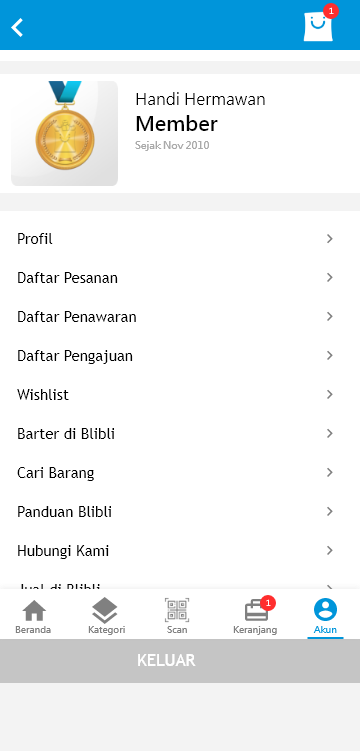 1
Handi Hermawan
Member
Sejak Nov 2010
Profil
Daftar Pesanan
Daftar Penawaran
Daftar Pengajuan
Wishlist
Barter di Blibli
Cari Barang
Panduan Blibli
Hubungi Kami
Jual di Blibli
1
Beranda Kategori Scan Keranjang Akun
KELUAR